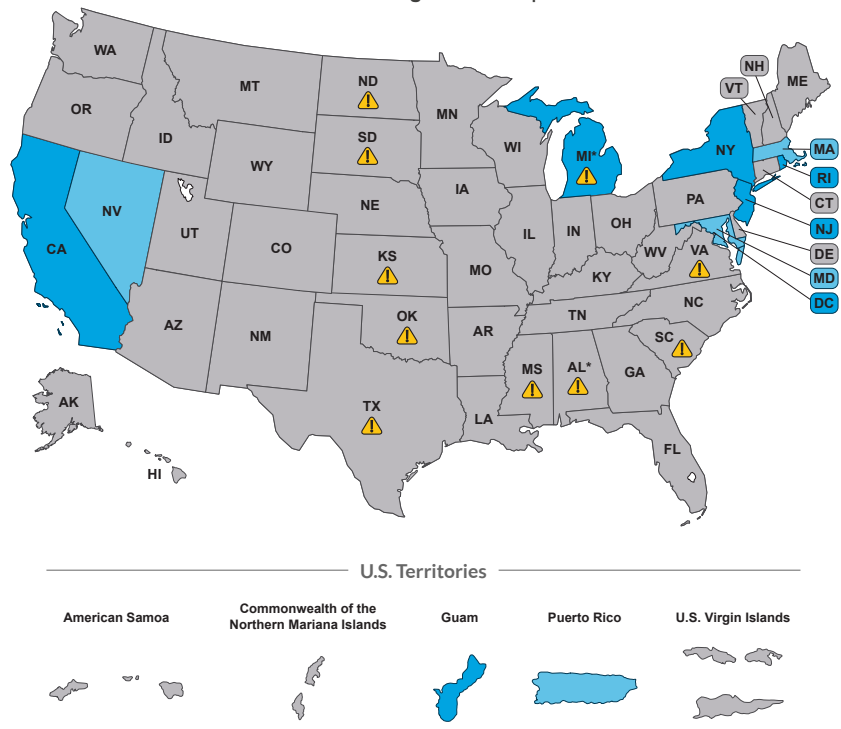 WA
MT
ND
MN
OR
ID
SD
WI
MI*
NH
VT
ME
NY
MA
RI
CT
NJ
DE
MD
DC
WY
NV
UT
CO
NE
IA
IL
IN
OH
PA
WV
VA
CA
KS
MO
KY
NC
AZ
NM
OK
AR
TN
SC
TX
LA
MS
AL*
GA
FL
AK
HI
U.S. Territories
American Samoa
Commonwealth of the
Northern Mariana Islands
Guam
Puerto Rico
U.S. Virgin Islands